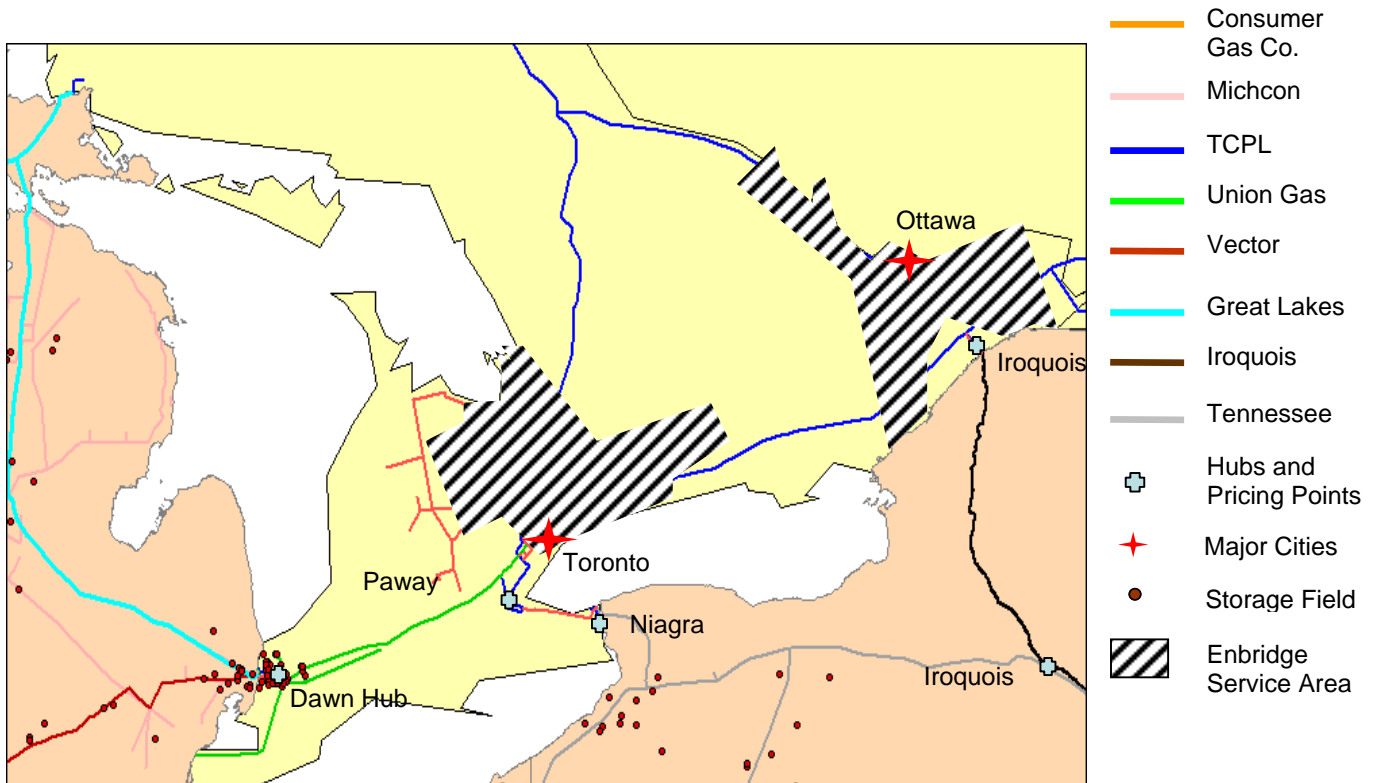 Consumer
Gas Co.
Michcon
TCPL
Union Gas
Vector
Great Lakes
Iroquois
Tennessee
Hubs and
Pricing Points
Major Cities
Storage Field
Enbridge
Service Area
Ottawa
Iroquois
Toronto
Paway
Niagra
Iroquois
Dawn Hub